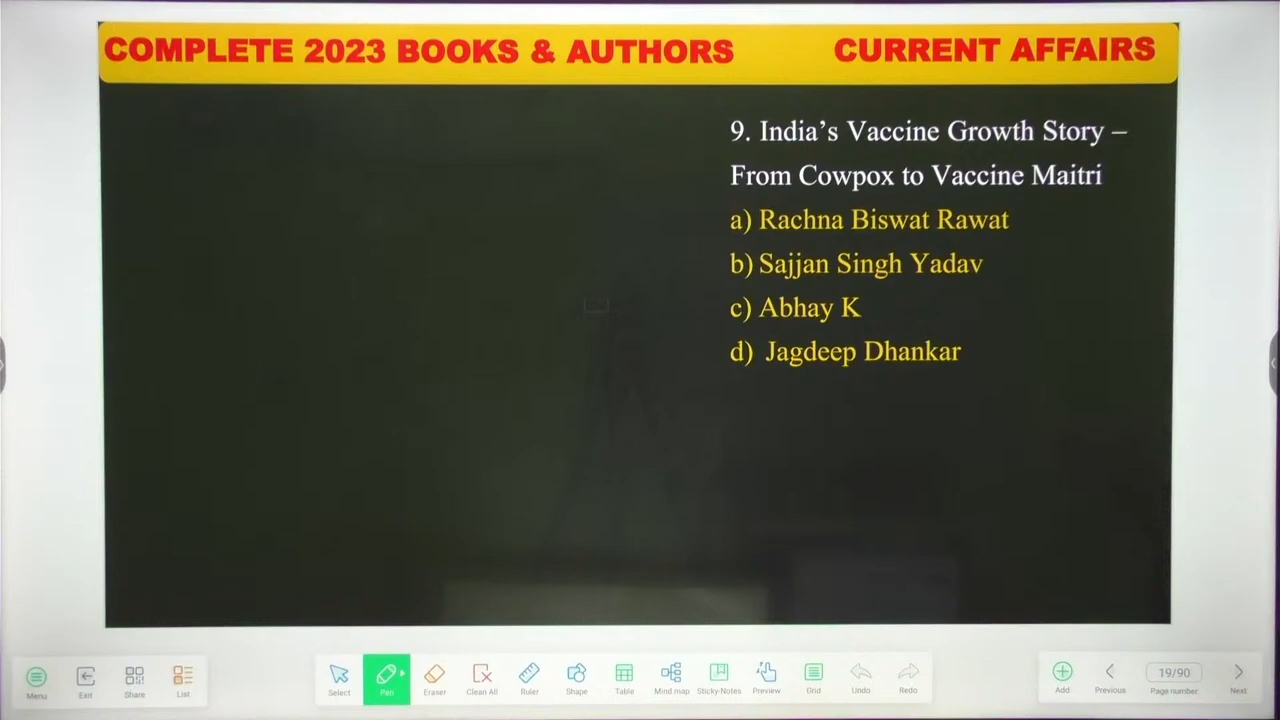 COMPLETE 2023 BOOKS & AUTHORS CURRENT AFFAIRS
9. India’s Vaccine Growth Story –
From Cowpox to Vaccine Maitri
a) Rachna Biswat Rawat
b) Sajjan Singh Yadav
c) Abhay K
d) Jagdeep Dhankar
Menu Exit Share List Select Pen Eraser Clean All Ruler Shape Table Mind map Sticky-Notes Preview Grid Undo Redo Add Previous 19/90 Page number Next